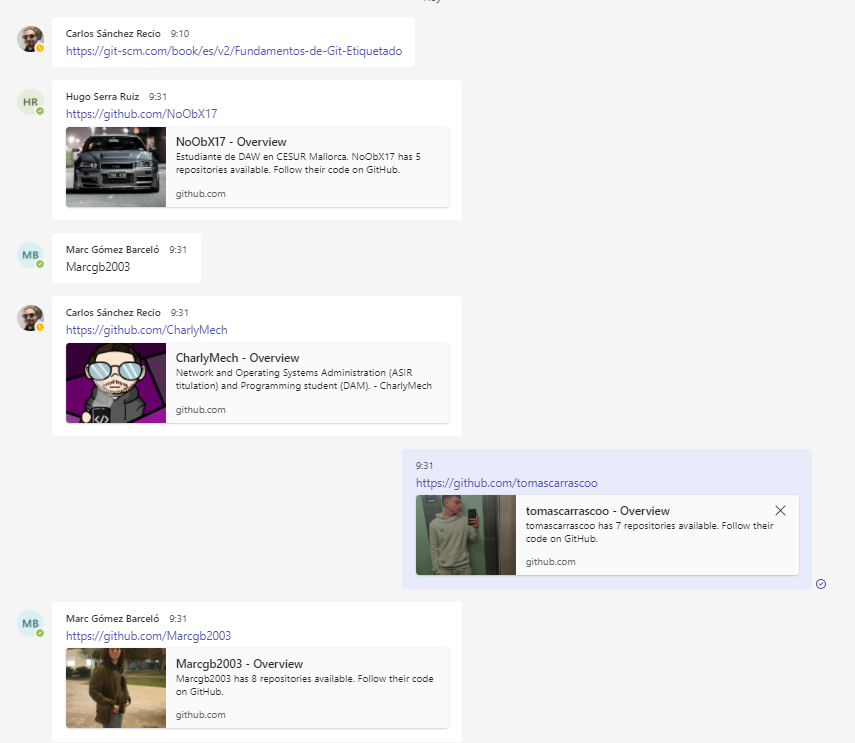 Carlos Sánchez Recio 9:10
https://git-scm.com/book/es/v2/Fundamentos-de-Git-Etiquetado
HR
Hugo Serra Ruiz 9:31
https://github.com/NoObX17
NoObX17 - Overview
Estudiante de DAW en CESUR Mallorca. NoObX17 has 5
repositories available. Follow their code on GitHub.
github.com
MB
Marc Gómez Barceló 9:31
Marcgb2003
Carlos Sánchez Recio 9:31
https://github.com/CharlyMech
CharlyMech - Overview
Network and Operating Systems Administration (ASIR
titulation) and Programming student (DAM). - CharlyMech
github.com
9:31
https://github.com/tomascarrascoo
tomascarrascoo - Overview
tomascarrascoo has 7 repositories available. Follow their
code on GitHub.
github.com
MB
Marc Gómez Barceló 9:31
https://github.com/Marcgb2003
Marcgb2003 - Overview
Marcgb2003 has 8 repositories available. Follow their code
on GitHub.
github.com